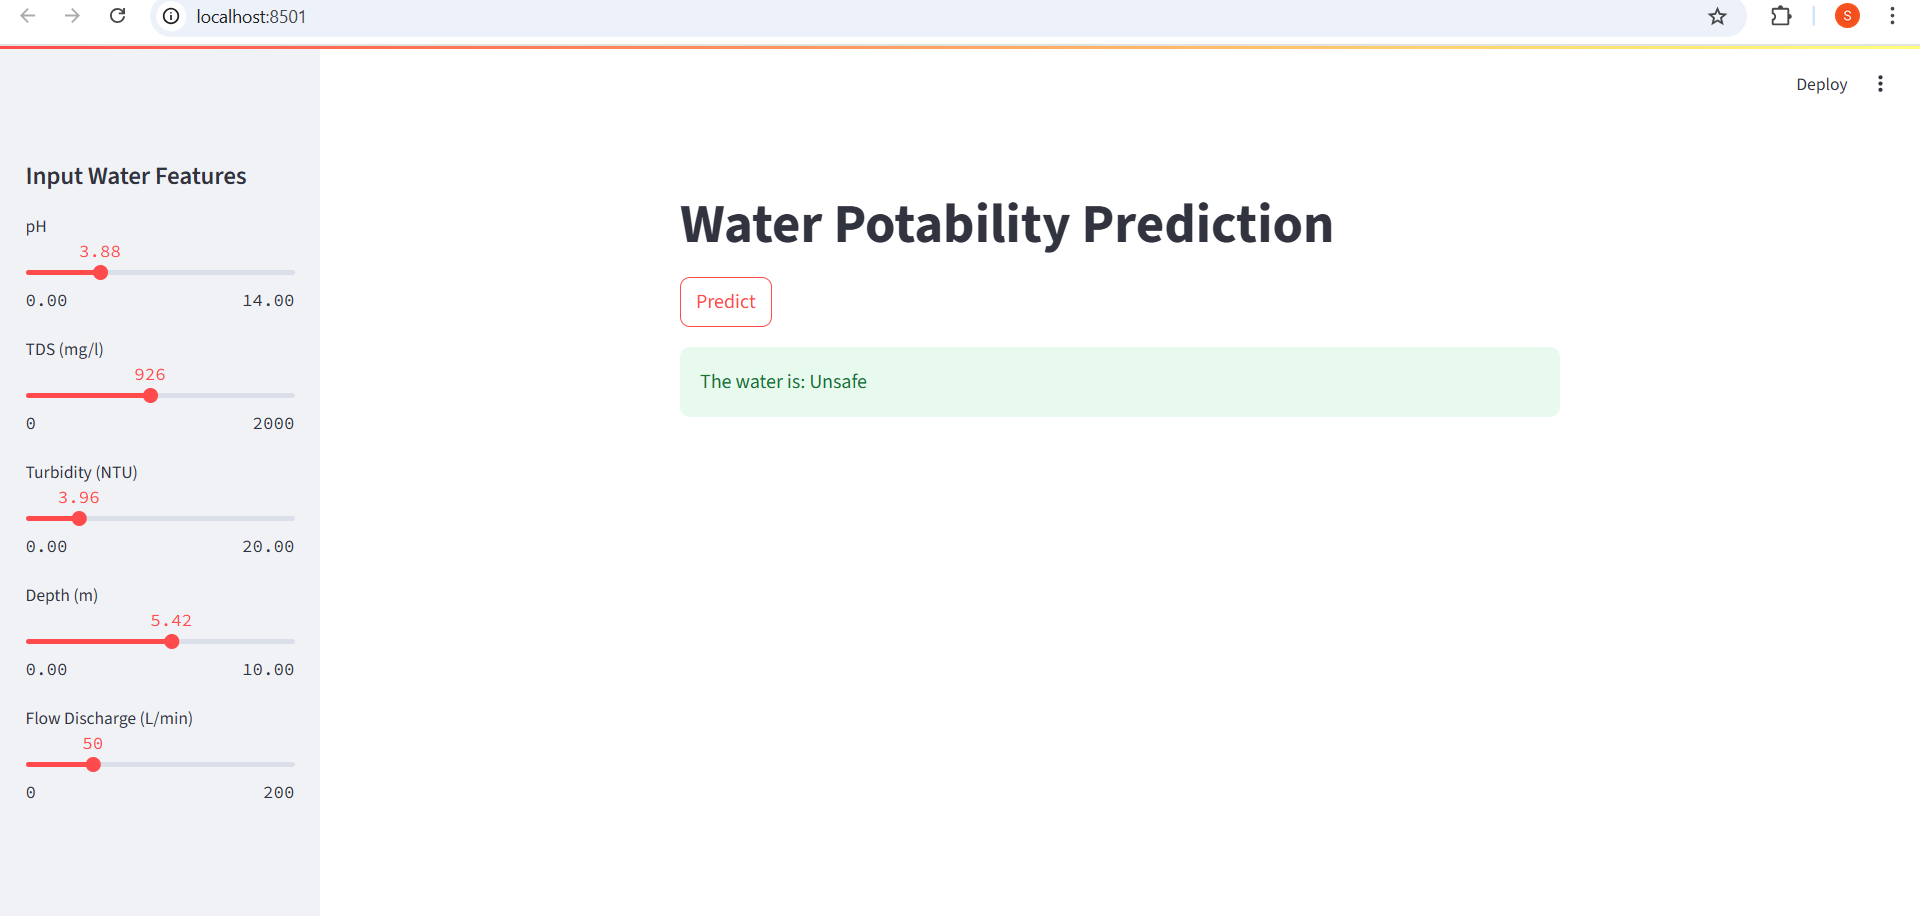 localhost:8501
S
Deploy
Input Water Features
pH
3.88
0.00 14.00
TDS (mg/l)
926
0 2000
Turbidity (NTU)
3.96
0.00 20.00
Depth (m)
5.42
0.00 10.00
Flow Discharge (L/min)
50
0 200
Water Potability Prediction
Predict
The water is: Unsafe